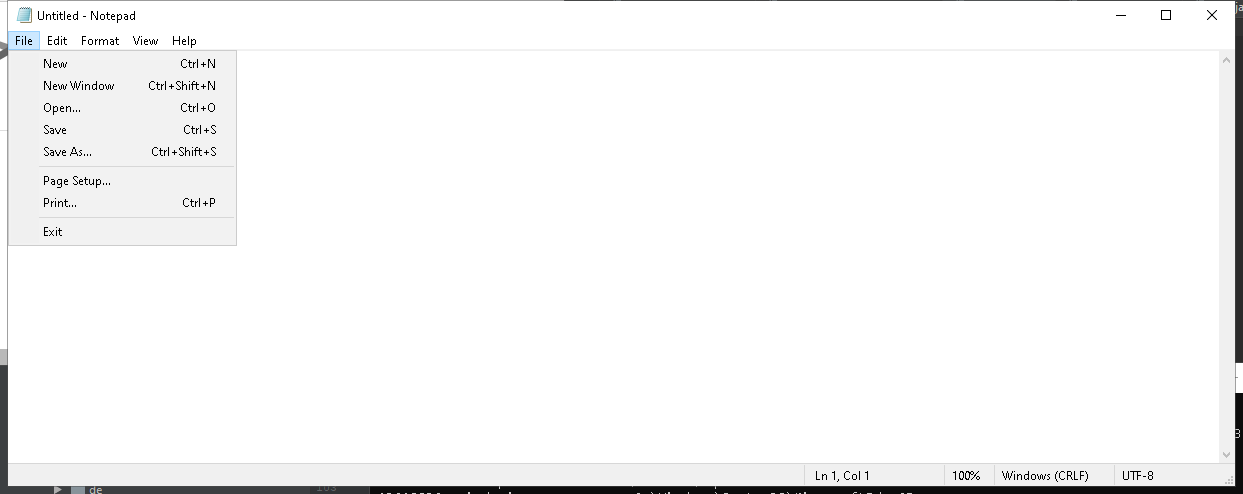 Untitled - Notepad
File Edit Format View Help
New Ctrl+N
New Window Ctrl+Shift+N
Open... Ctrl+O
Save Ctrl+S
Save As... Ctrl+Shift+S
Page Setup...
Print... Ctrl+P
Exit
Ln 1, Col 1 100% Windows (CRLF) UTF-8
de